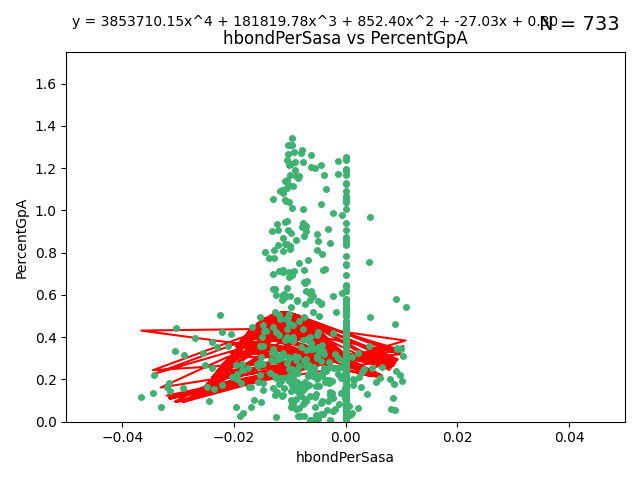 y = 3853710.15x^4 + 181819.78x^3 + 852.40x^2 + -27.03x + 
N = 733
hbondPerSasa vs PercentGpA
1.6
1.4
1.2
1.0
0.8
0.6
0.4
0.2
0.0
PercentGpA
−0.04 −0.02 0.00 0.02 0.04
hbondPerSasa